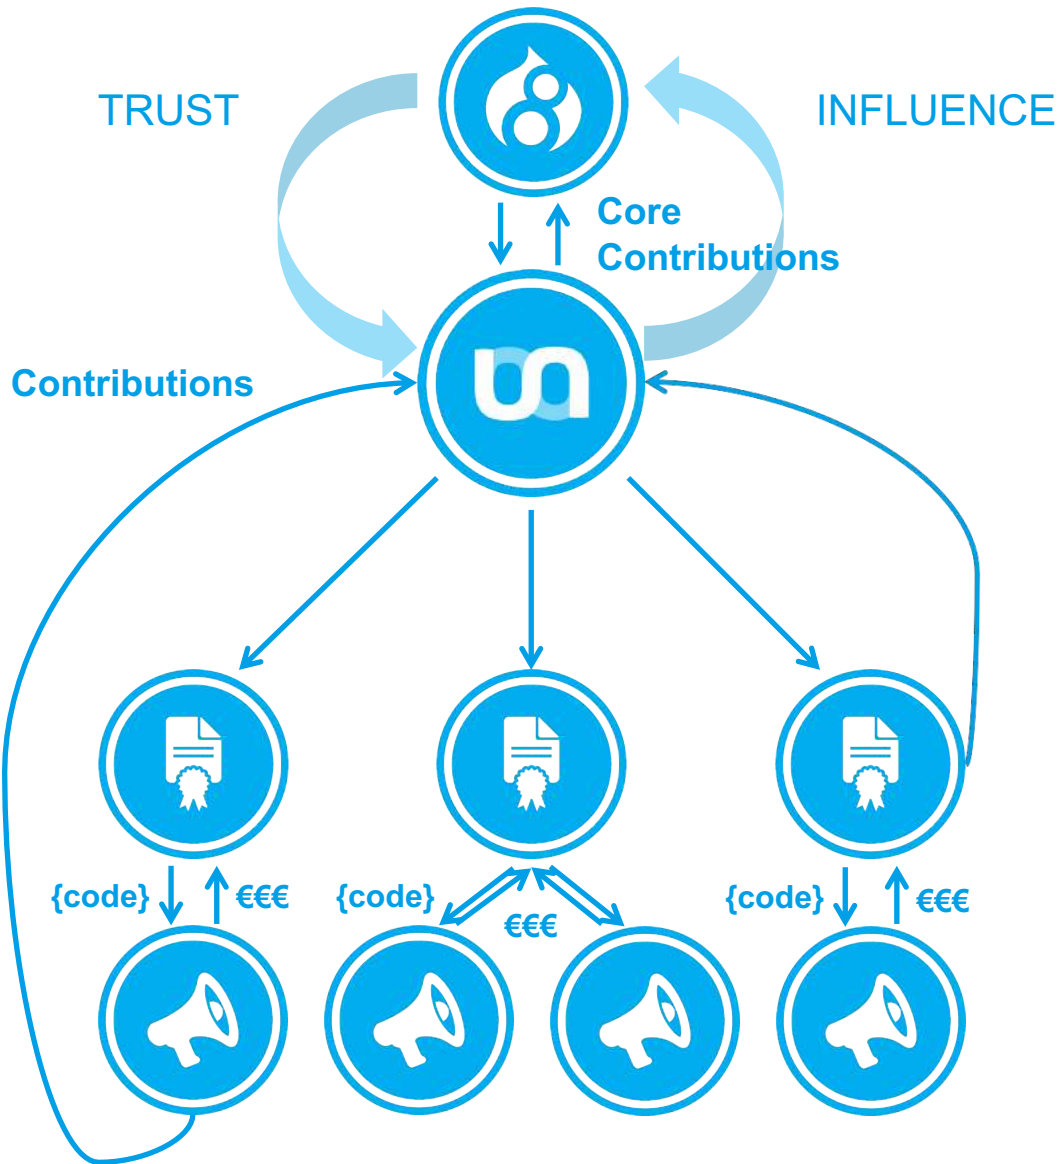 TRUST
INFLUENCE
Core
Contributions
Contributions
{code}
€€€
{code}
€€€
{code}
€€€